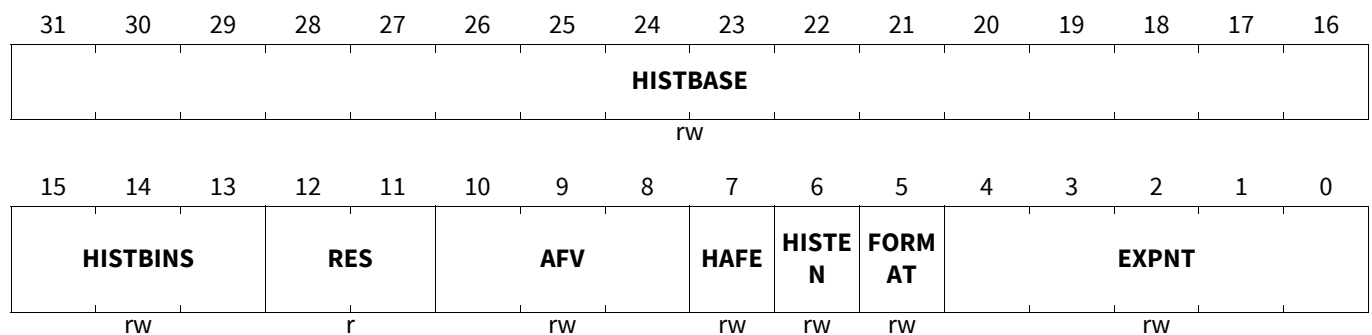 31 30 29 28 27 26 25 24 23 22 21 20 19 18 17 16
HISTBASE
rw
15 14 13 12 11 10 9 8 7 6 5 4 3 2 1 0
HISTBINS RES AFV HAFE HISTE FORM EXPNT
N AT
rw r rw rw rw rw rw